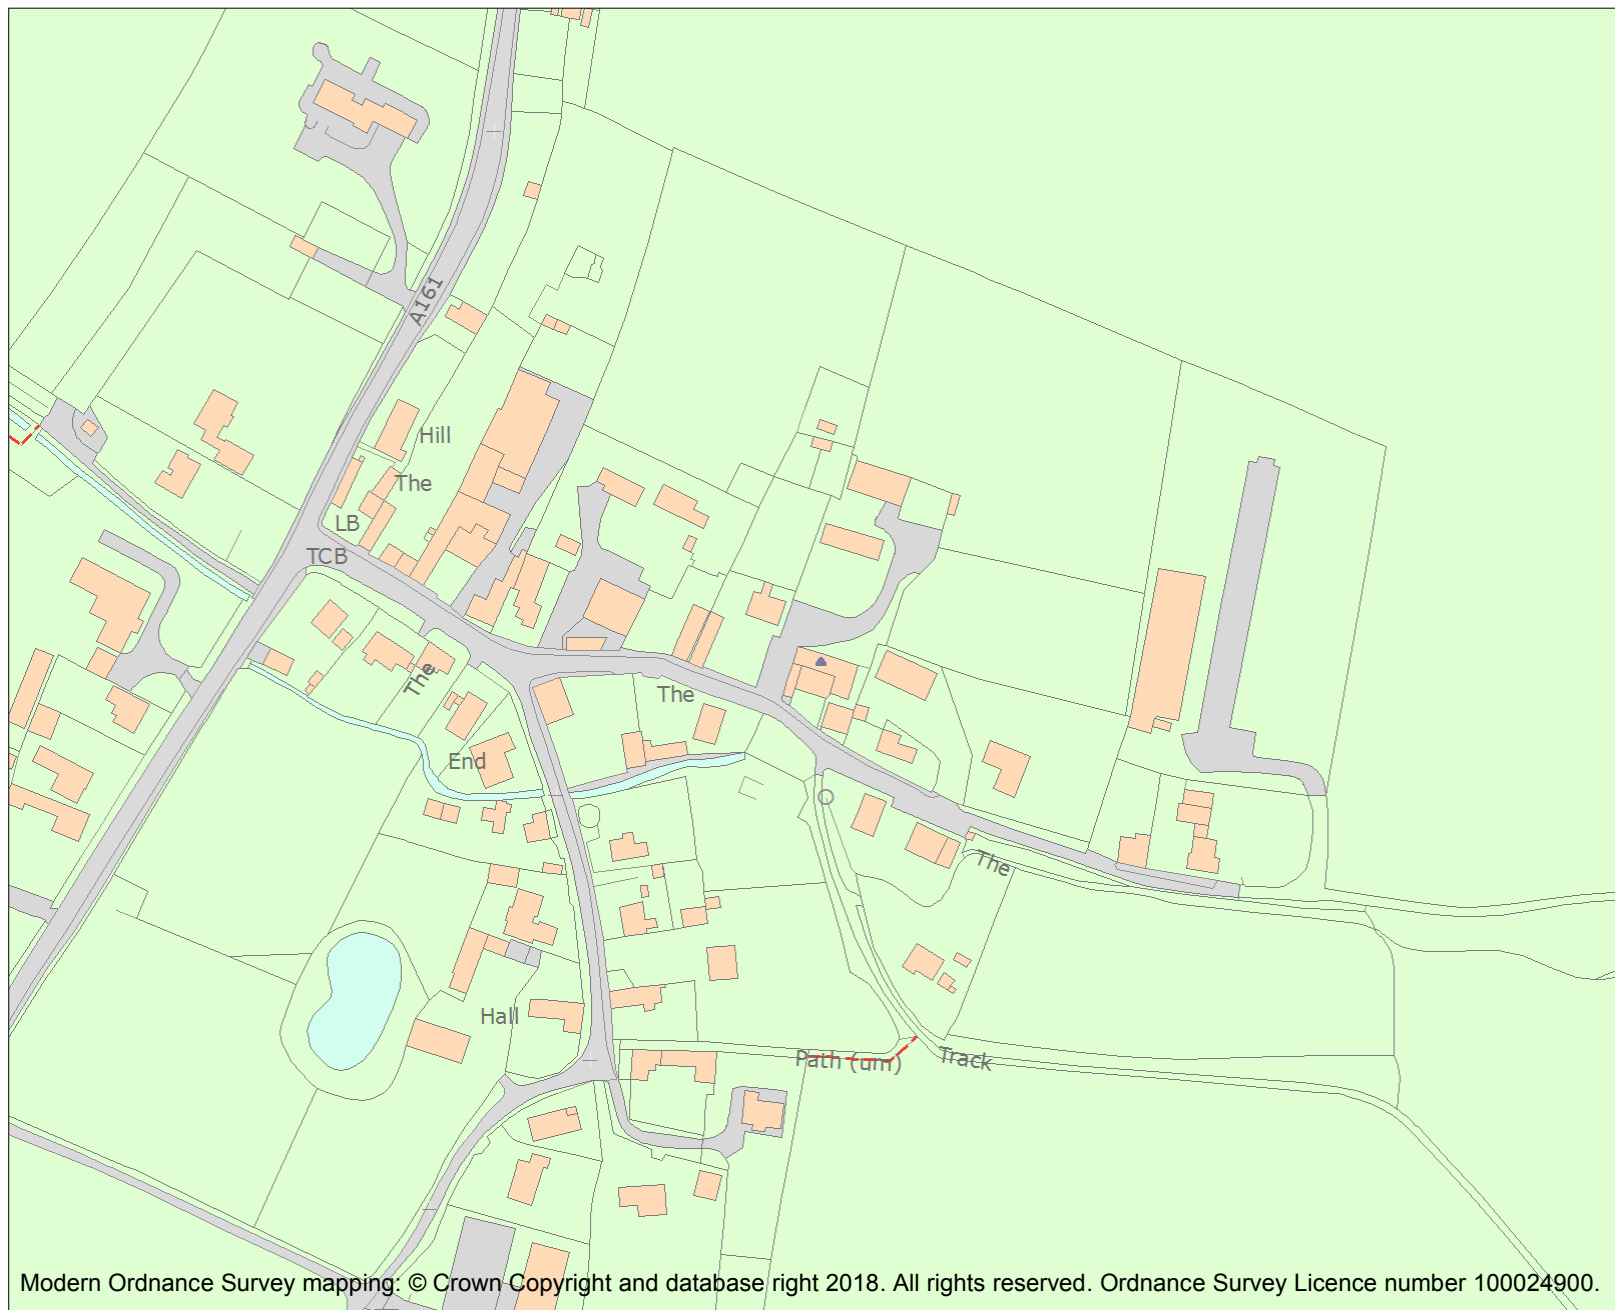 A161
Hill
The
LB
TCB
The
The
End
The
Hall
Path (um)
Track
Modern Ordnance Survey mapping: © Crown Copyright and database right 2018. All rights reserved. Ordnance Survey Licence number 100024900.